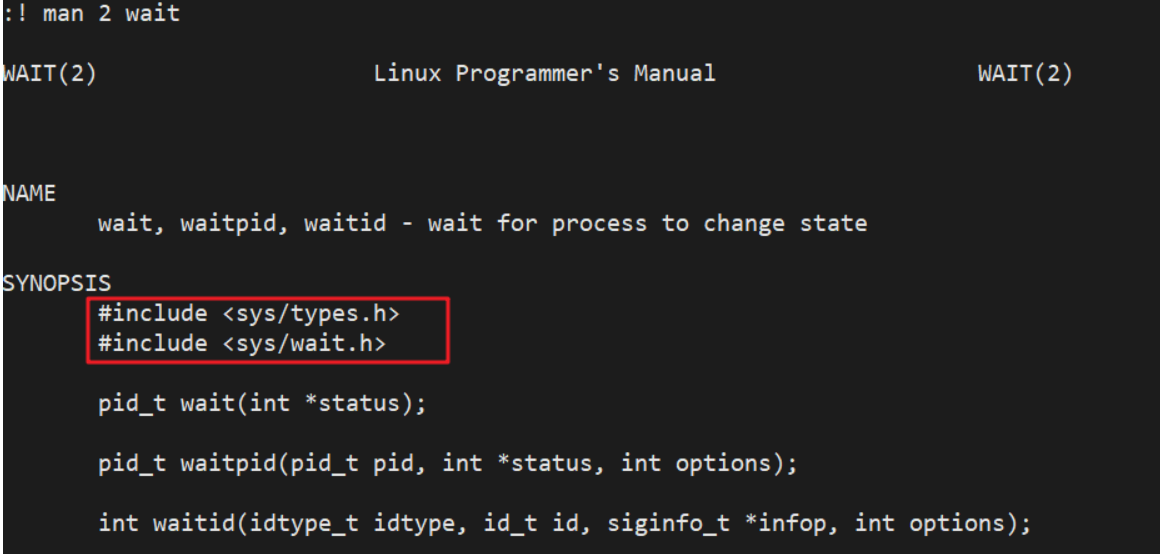 :! man 2 wait
WAIT(2) Linux Programmer's Manual WAIT(2)
NAME
wait, waitpid, waitid - wait for process to change state
SYNOPSIS
#include <sys/types.h>
#include <sys/wait.h>
pid_t wait(int *status);
pid_t waitpid(pid_t pid, int *status, int options);
int waitid(idtype_t idtype, id_t id, siginfo_t *infop, int options);